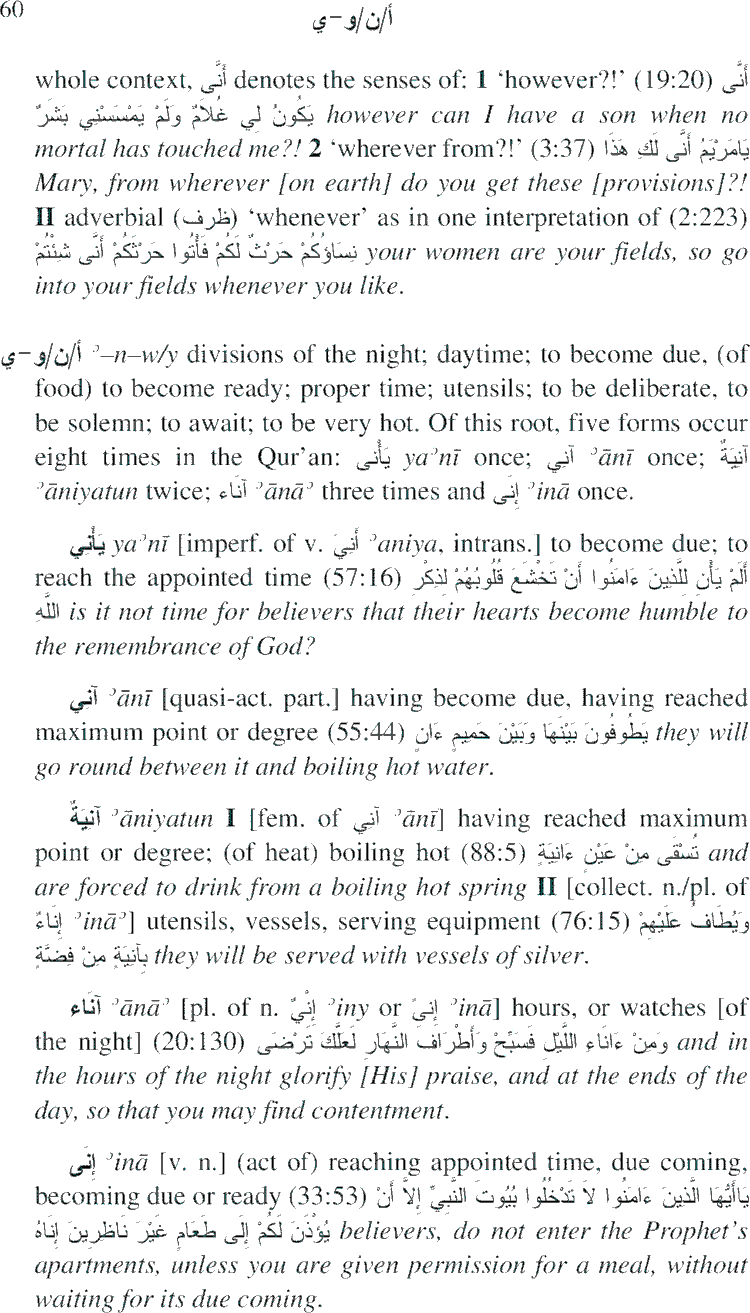 60
أ/ن/و-ي
whole context, أَنَّى denotes the senses of: 1 ‘however?!’ (19:20) أَنَّى
يَكُونُ لِي غُلَامٌ وَلَمْ يَمْسَسْنِي بَشَرٌ however can I have a son when no
mortal has touched me?! 2 ‘wherever from?!’ (3:37) يَامَرْيَمُ أَنَّى لَكِ هَذَا
Mary, from wherever [on earth] do you get these [provisions]?!
II adverbial (ظرف) ‘whenever’ as in one interpretation of (2:223)
نِسَاؤُكُمْ حَرْثٌ لَكُمْ فَأْتُوا حَرْثَكُمْ أَنَّى شِئْتُمْ your women are your fields, so go
into your fields whenever you like.
أ/ن/و-ي ʾ–n–w/y divisions of the night; daytime; to become due, (of
food) to become ready; proper time; utensils; to be deliberate, to
be solemn; to await; to be very hot. Of this root, five forms occur
eight times in the Qur’an: يَأْنَى yaʾnī once; آنِي ʾānī once; آنِيَةٌ
ʾāniyatun twice; آنَاء ʾānāʾ three times and إِنَى ʾinā once.
يَأْنِي yaʾnī [imperf. of v. أَنِيَ ʾaniya, intrans.] to become due; to
reach the appointed time (57:16) أَلَمْ يَأْنِ لِلَّذِينَ ءَامَنُوا أَنْ تَخْشَعَ قُلُوبُهُمْ لِذِكْرِ
اللَّهِ is it not time for believers that their hearts become humble to
the remembrance of God?
آنِي ʾānī [quasi-act. part.] having become due, having reached
maximum point or degree (55:44) يَطُوفُونَ بَيْنَهَا وَبَيْنَ حَمِيمٍ ءَانٍ they will
go round between it and boiling hot water.
آنِيَةٌ ʾāniyatun I [fem. of آنِي ʾānī] having reached maximum
point or degree; (of heat) boiling hot (88:5) تُسْقَى مِنْ عَيْنٍ ءَانِيَةٍ and
are forced to drink from a boiling hot spring II [collect. n./pl. of
إِنَاءٌ ʾināʾ] utensils, vessels, serving equipment (76:15) وَيُطَافُ عَلَيْهِمْ
بِآنِيَةٍ مِنْ فِضَّةٍ they will be served with vessels of silver.
آنَاء ʾānāʾ [pl. of n. إِنْيٌ ʾiny or إِنىً ʾinā] hours, or watches [of
the night] (20:130) وَمِنْ ءَانَاءِ اللَّيْلِ فَسَبِّحْ وَأَطْرَافَ النَّهَارِ لَعَلَّكَ تَرْضَى and in
the hours of the night glorify [His] praise, and at the ends of the
day, so that you may find contentment.
إِنَى ʾinā [v. n.] (act of) reaching appointed time, due coming,
becoming due or ready (33:53) يَاأَيُّهَا الَّذِينَ ءَامَنُوا لَا تَدْخُلُوا بُيُوتَ النَّبِيِّ إِلَّا أَنْ
يُؤْذَنَ لَكُمْ إِلَى طَعَامٍ غَيْرَ نَاظِرِينَ إِنَاهُ believers, do not enter the Prophet’s
apartments, unless you are given permission for a meal, without
waiting for its due coming.